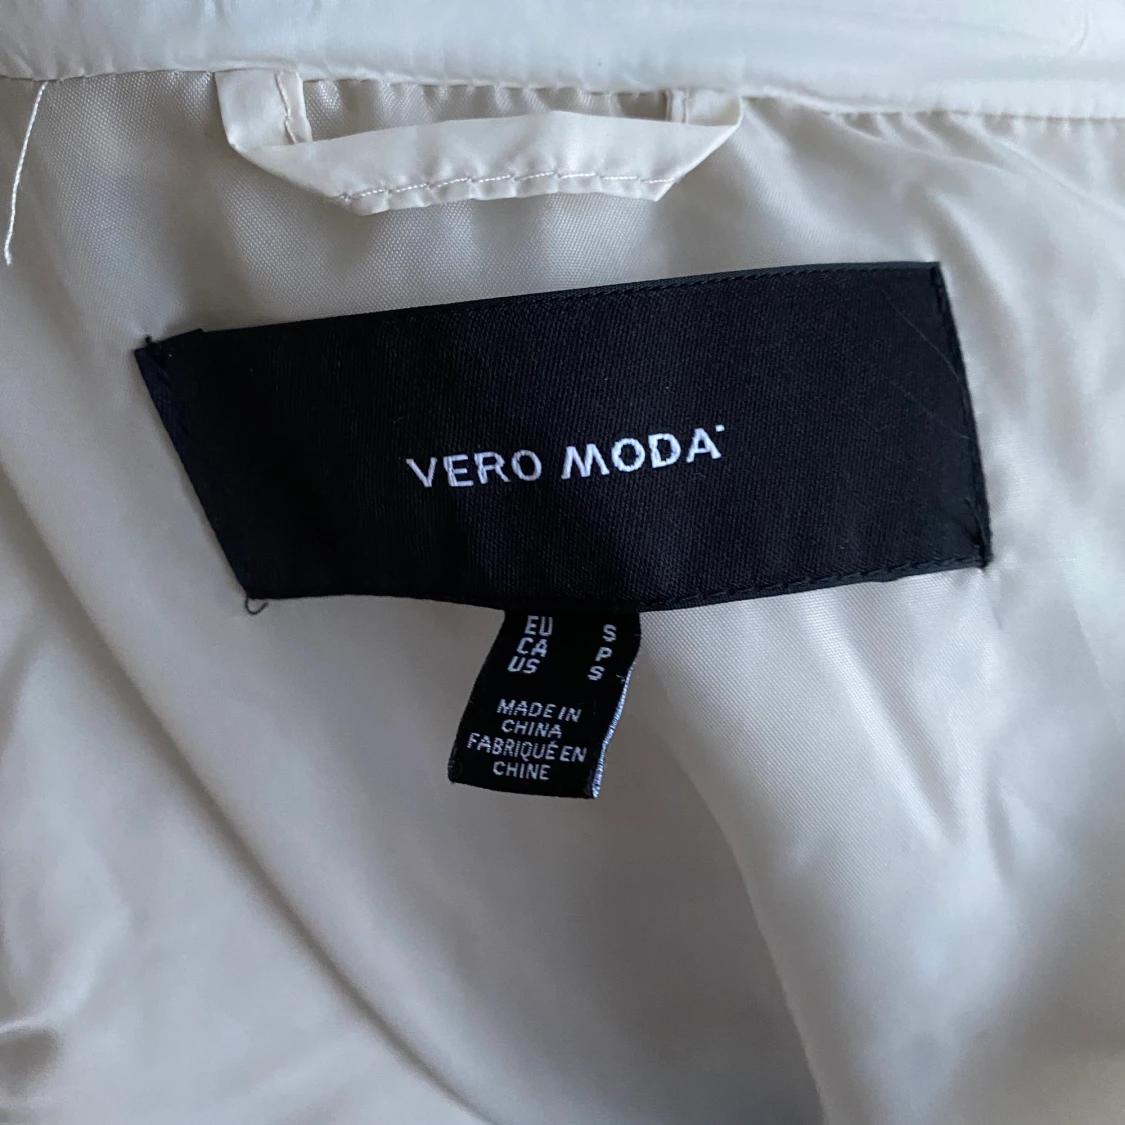 VERO MODA
EU S
CA P
US S
MADE IN
CHINA
FABRIQUÉ EN
CHINE